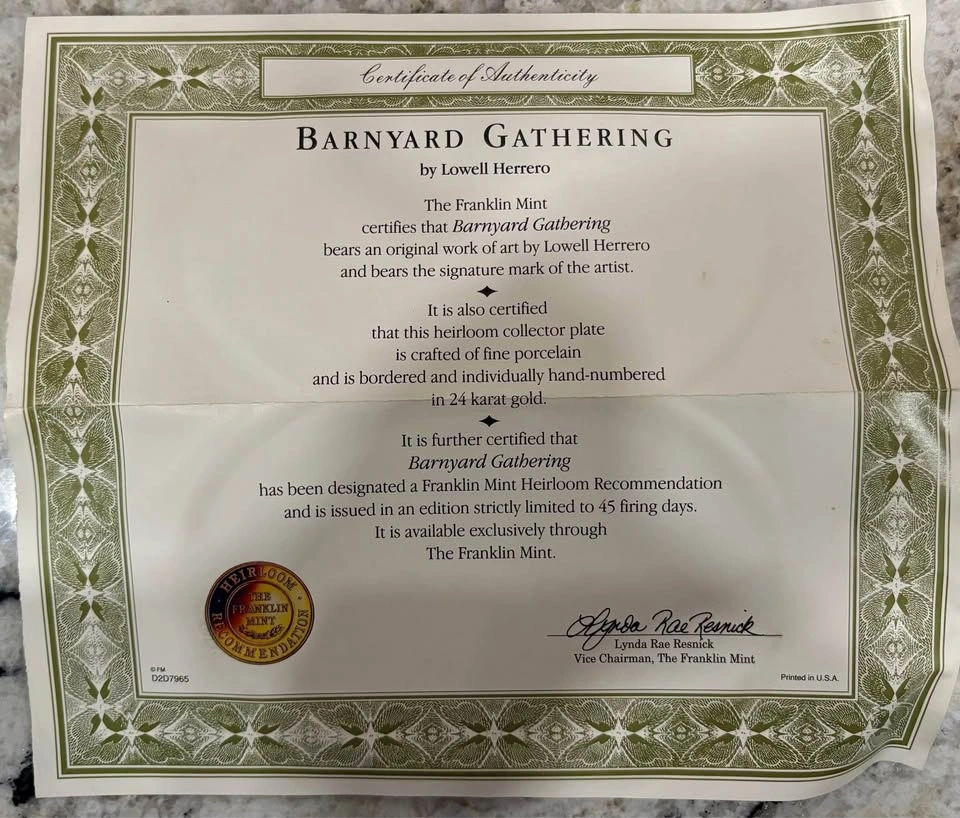 Certificate of Authenticity
BARNYARD GATHERING
by Lowell Herrero
The Franklin Mint
certifies that Barnyard Gathering
bears an original work of art by Lowell Herrero
and bears the signature mark of the artist.
It is also certified
that this heirloom collector plate
is crafted of fine porcelain
and is bordered and individually hand-numbered
in 24 karat gold.
It is further certified that
Barnyard Gathering
has been designated a Franklin Mint Heirloom Recommendation
and is issued in an edition strictly limited to 45 firing days.
It is available exclusively through
The Franklin Mint.
HEIRLOOM
THE
FRANKLIN
MINT
RECOMMENDATION
Lynda Rae Resnick
Lynda Rae Resnick
Vice Chairman, The Franklin Mint
© FM
D2D7965
Printed in U.S.A.